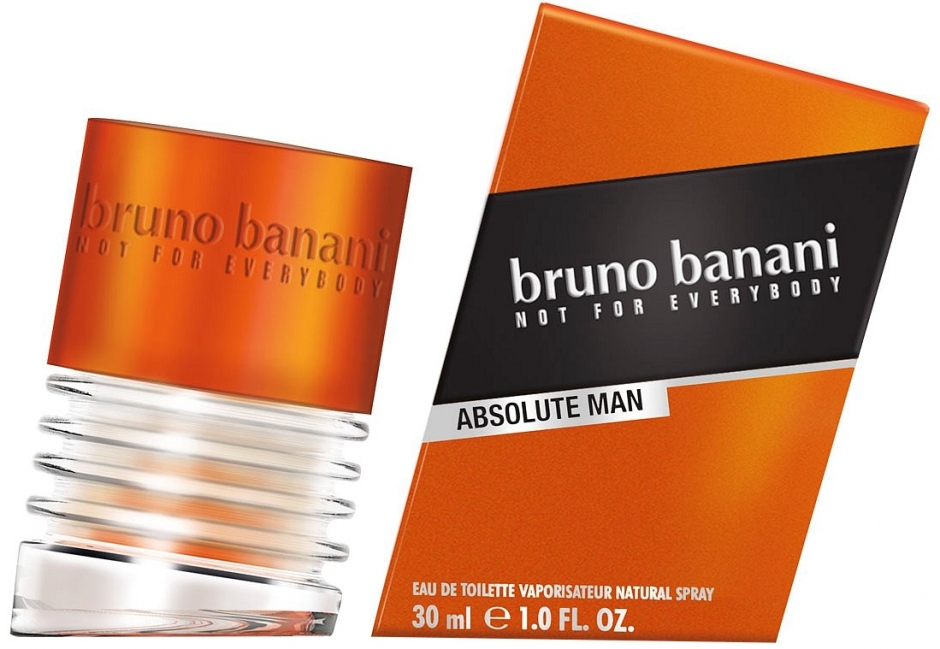 bruno banani
NOT FOR EVERYBODY
bruno banani
NOT FOR EVERYBODY
ABSOLUTE MAN
EAU DE TOILETTE VAPORISATEUR NATURAL SPRAY
30 ml ℮ 1.0 FL. OZ.